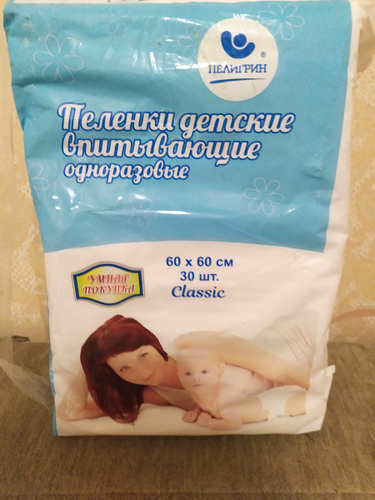 ПЕЛИГРИН
®
Пеленки детские
впитывающие
одноразовые
60 х 60 см
30 шт.
Classic
УМНАЯ
ПОКУПКА